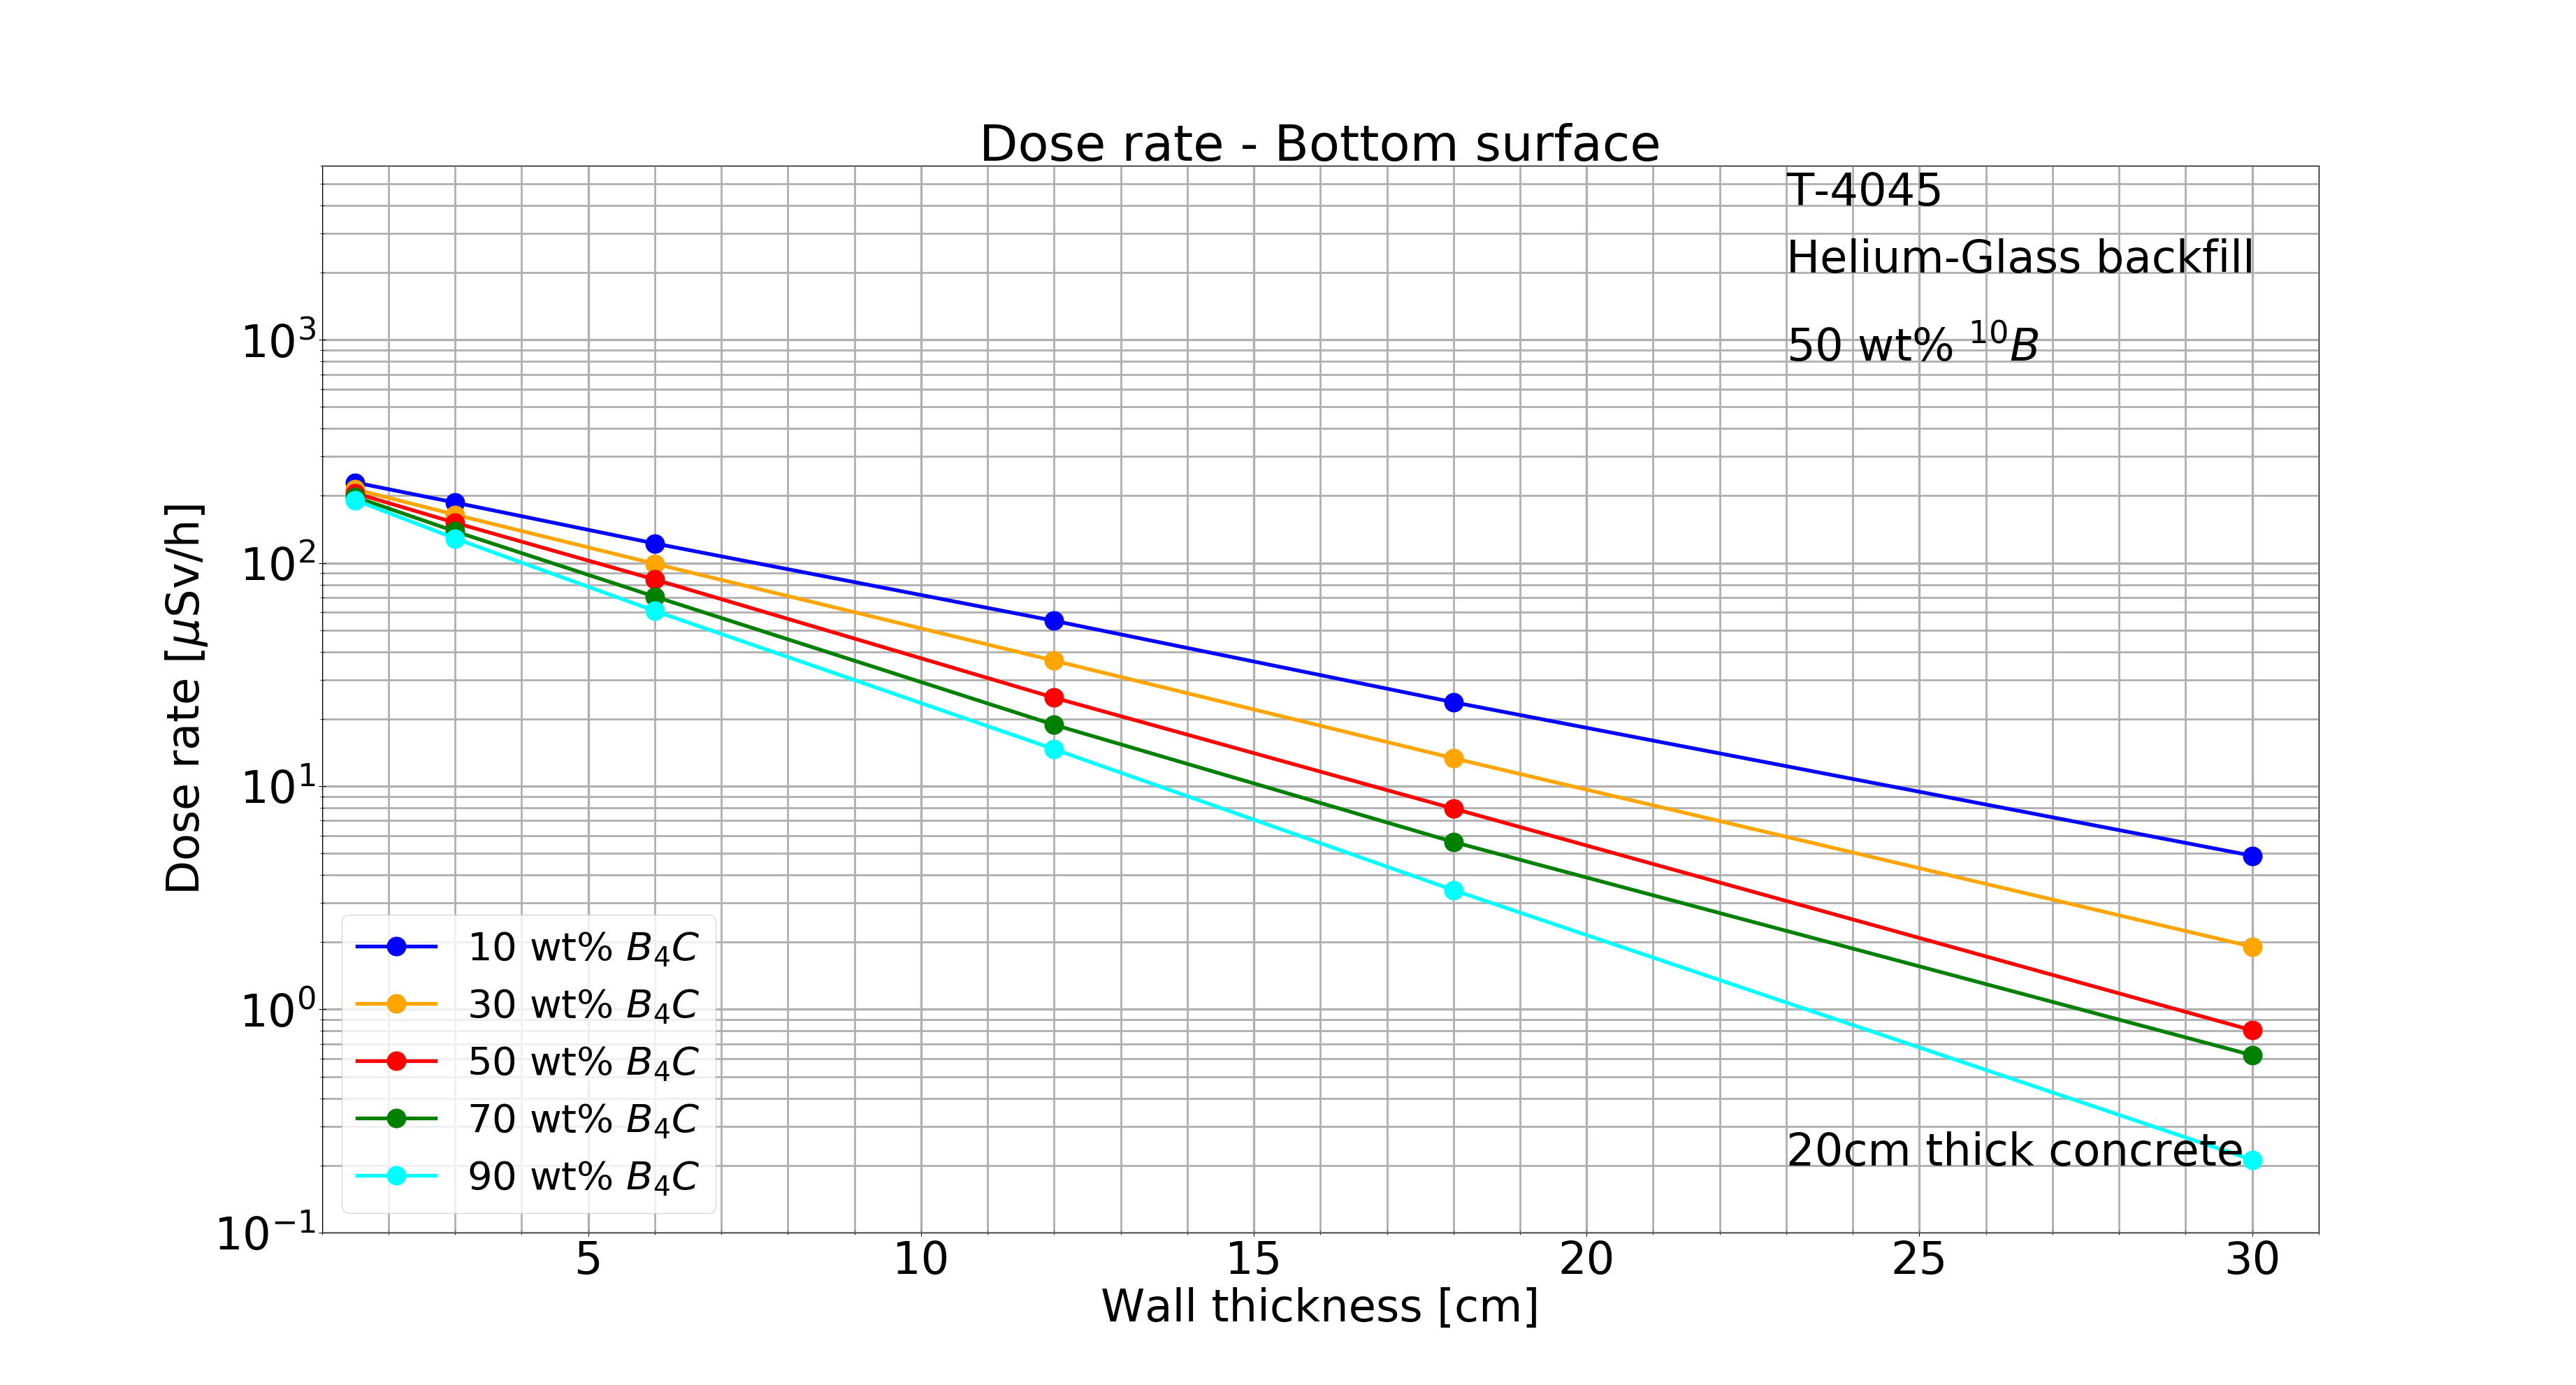 Dose rate - Bottom surface
T-4045
Helium-Glass backfill
50 wt% ¹⁰B
10³
10²
10¹
10⁰
10⁻¹
Dose rate [μSv/h]
10 wt% B₄C
30 wt% B₄C
50 wt% B₄C
70 wt% B₄C
90 wt% B₄C
20cm thick concrete
5 10 15 20 25 30
Wall thickness [cm]